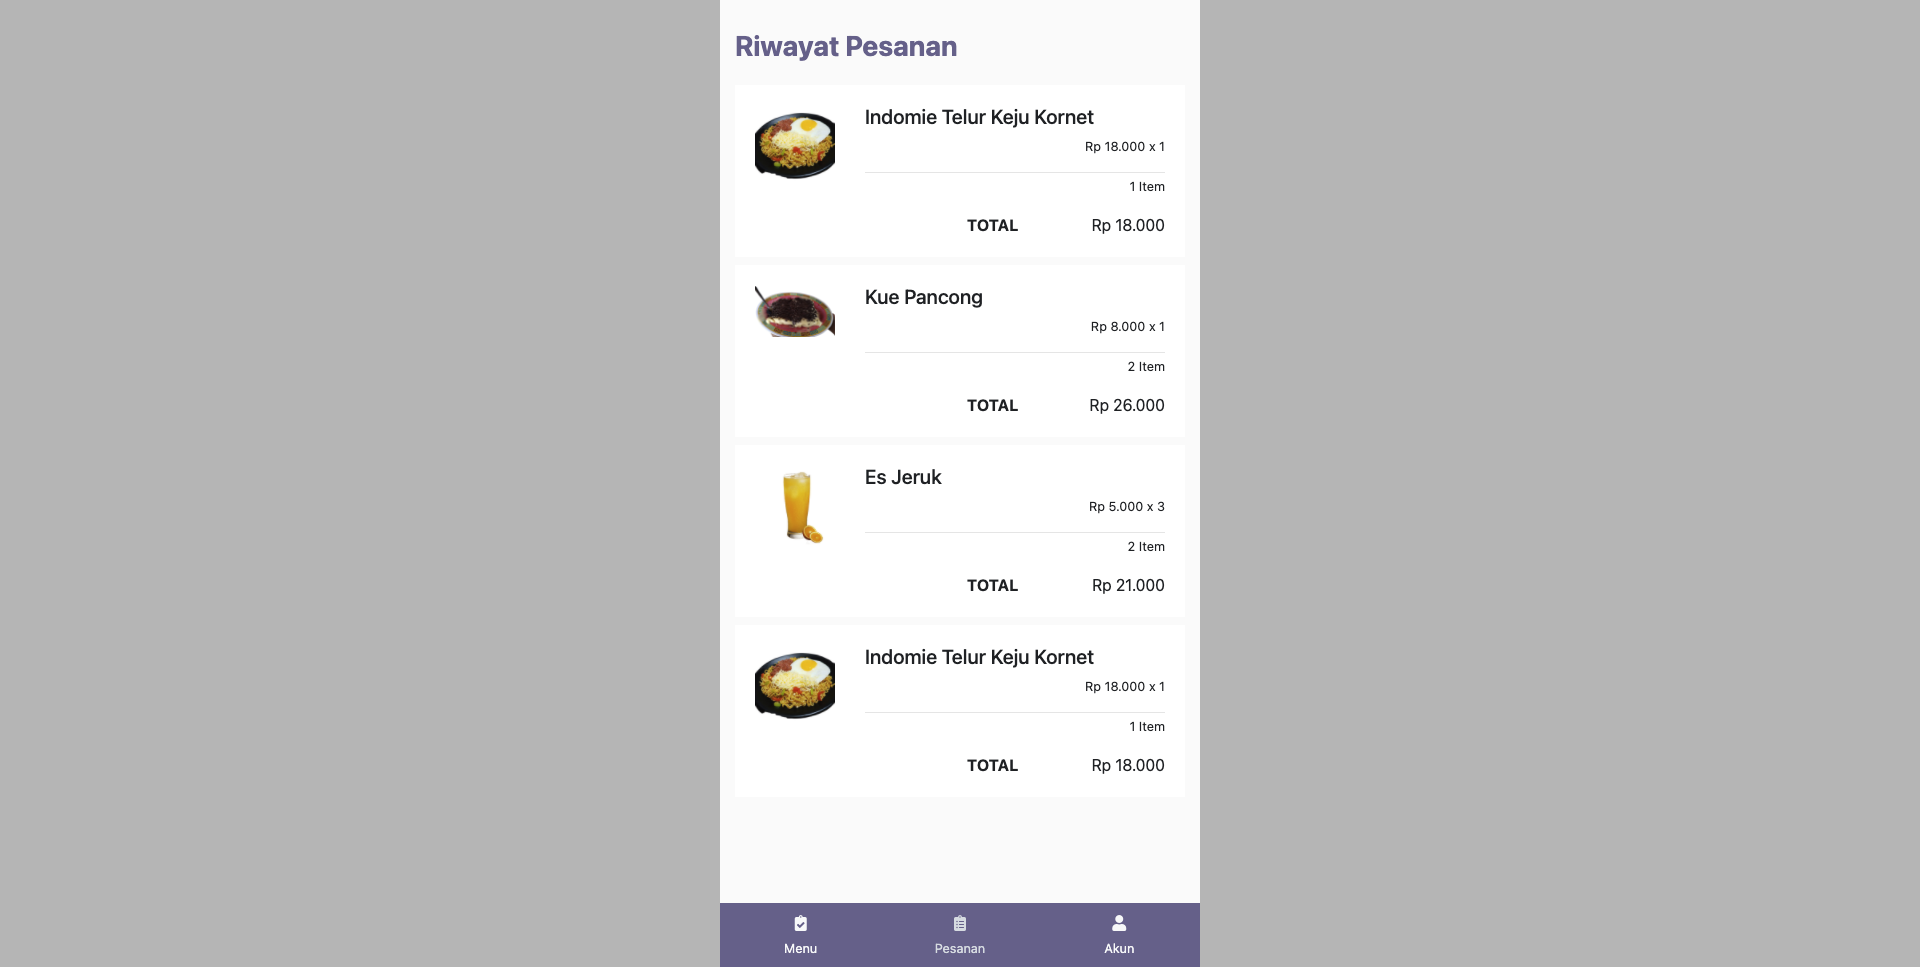 Riwayat Pesanan
Indomie Telur Keju Kornet
Rp 18.000 x 1
1 Item
TOTAL Rp 18.000
Kue Pancong
Rp 8.000 x 1
2 Item
TOTAL Rp 26.000
Es Jeruk
Rp 5.000 x 3
2 Item
TOTAL Rp 21.000
Indomie Telur Keju Kornet
Rp 18.000 x 1
1 Item
TOTAL Rp 18.000
Menu Pesanan Akun